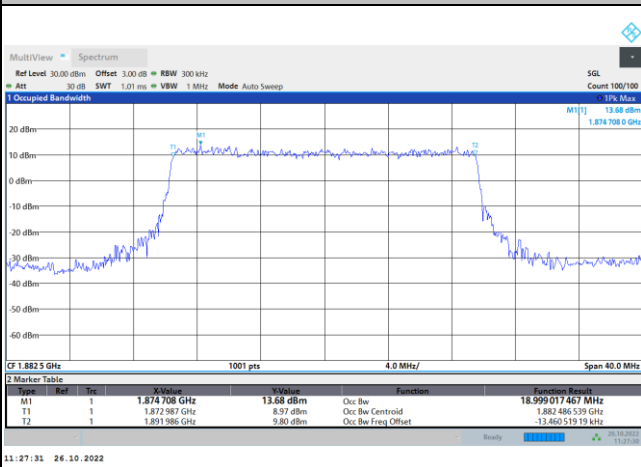 MultiView Spectrum
Ref Level 30.00 dBm Offset 3.00 dB RBW 300 kHz SGL
Att 30 dB SWT 1.01 ms VBW 1 MHz Mode Auto Sweep Count 100/100
1 Occupied Bandwidth 1Pk Max
M1[1] 13.68 dBm
1.874 708 0 GHz
20 dBm
M1
T1 T2
10 dBm
0 dBm
-10 dBm
-20 dBm
-30 dBm
-40 dBm
-50 dBm
-60 dBm
CF 1.882 5 GHz 1001 pts 4.0 MHz/ Span 40.0 MHz
2 Marker Table
Type Ref Trc X-Value Y-Value Function Function Result
M1 1 1.874 708 GHz 13.68 dBm Occ Bw 18.999 017 467 MHz
T1 1 1.872 987 GHz 8.97 dBm Occ Bw Centroid 1.882 486 539 GHz
T2 1 1.891 986 GHz 9.80 dBm Occ Bw Freq Offset -13.460 519 19 kHz
Ready 26.10.2022
11:27:30
11:27:31 26.10.2022